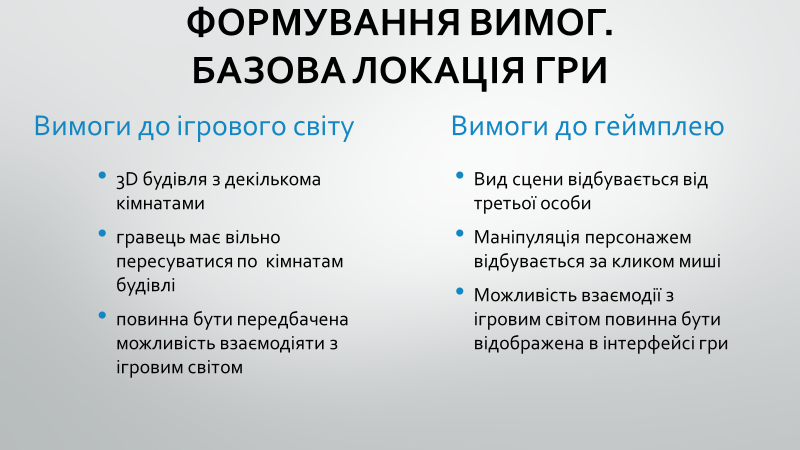 ФОРМУВАННЯ ВИМОГ.
БАЗОВА ЛОКАЦІЯ ГРИ
Вимоги до ігрового світу
• 3D будівля з декількома
кімнатами
• гравець має вільно
пересуватися по кімнатам
будівлі
• повинна бути передбачена
можливість взаємодіяти з
ігровим світом
Вимоги до геймплею
• Вид сцени відбувається від
третьої особи
• Маніпуляція персонажем
відбувається за кликом миші
• Можливість взаємодії з
ігровим світом повинна бути
відображена в інтерфейсі гри